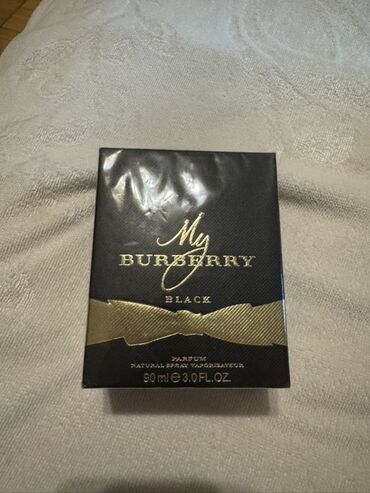 My
BURBERRY
BLACK
PARFUM
NATURAL SPRAY VAPORISATEUR
90 ml ℮ 3.0 FL.OZ.